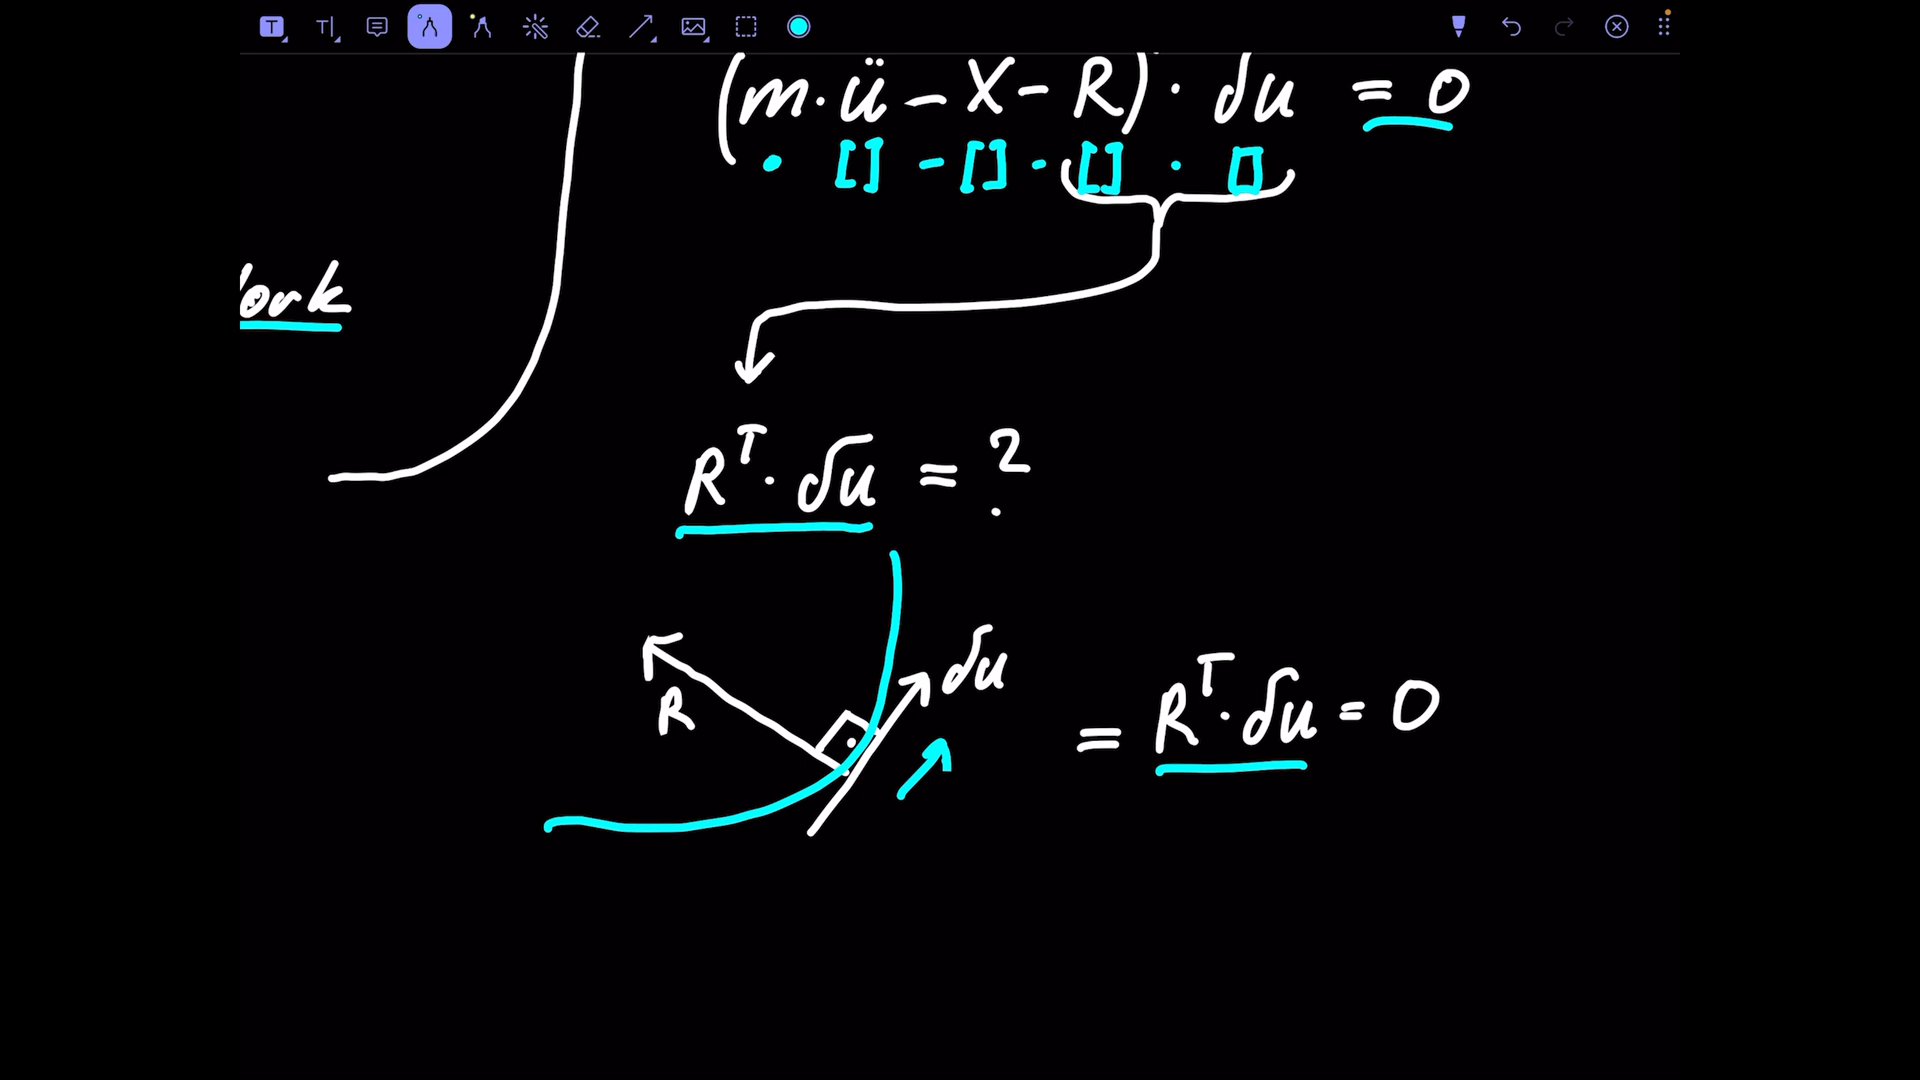 (m·ü – X – R)·δu = 0
· [] - [] - [] · []
ork
Rᵀ·δu = ?
R
δu
= Rᵀ·δu = 0